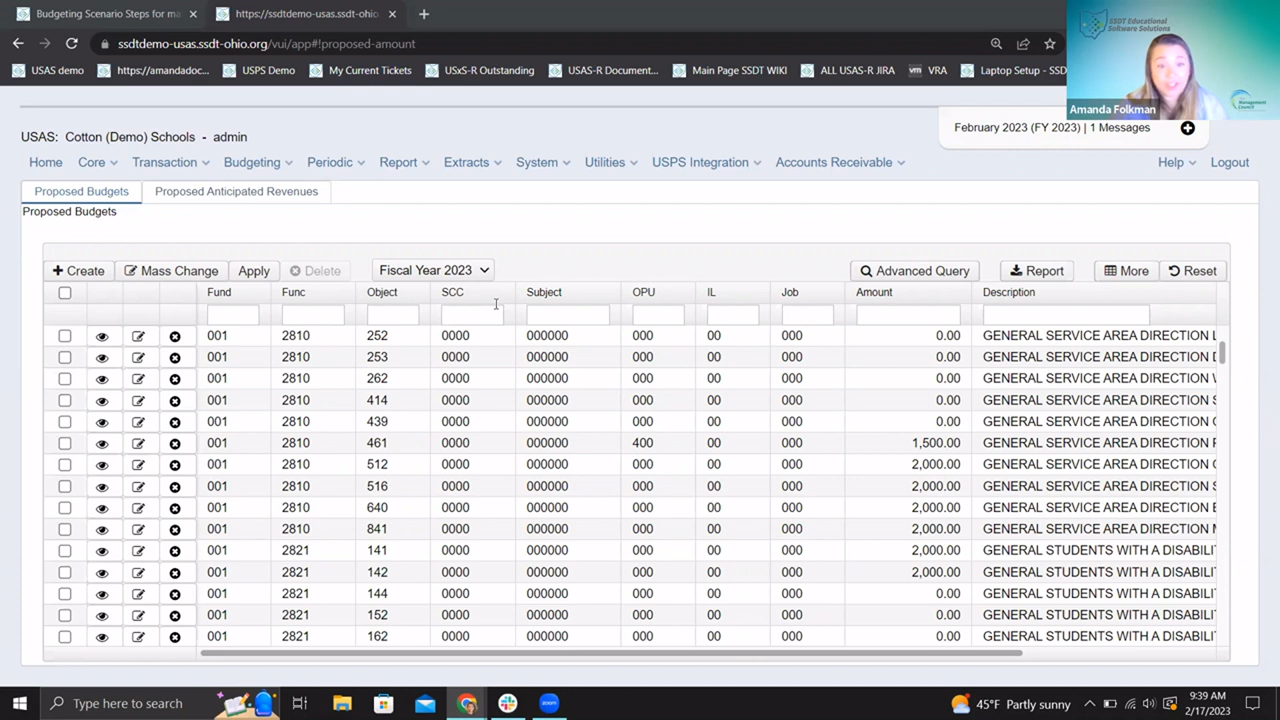 Budgeting Scenario Steps for ma
https://ssdtdemo-usas.ssdt-ohio
ssdtdemo-usas.ssdt-ohio.org/vui/app#!proposed-amount
USAS demo
https://amandadoc...
USPS Demo
My Current Tickets
USxS-R Outstanding
USAS-R Document...
Main Page SSDT WIKI
ALL USAS-R JIRA
vm VRA
Laptop Setup - SSD
SSDT Educational
Software Solutions
Management
Council
Amanda Folkman
USAS: Cotton (Demo) Schools - admin
February 2023 (FY 2023) | 1 Messages
Home Core Transaction Budgeting Periodic Report Extracts System Utilities USPS Integration Accounts Receivable Help Logout
Proposed Budgets Proposed Anticipated Revenues
Proposed Budgets
Create Mass Change Apply Delete Fiscal Year 2023 Advanced Query Report More Reset
Fund Func Object SCC Subject OPU IL Job Amount Description
001 2810 252 0000 000000 000 00 000 0.00 GENERAL SERVICE AREA DIRECTION L
001 2810 253 0000 000000 000 00 000 0.00 GENERAL SERVICE AREA DIRECTION
001 2810 262 0000 000000 000 00 000 0.00 GENERAL SERVICE AREA DIRECTION
001 2810 414 0000 000000 000 00 000 0.00 GENERAL SERVICE AREA DIRECTION
001 2810 439 0000 000000 000 00 000 0.00 GENERAL SERVICE AREA DIRECTION
001 2810 461 0000 000000 400 00 000 1,500.00 GENERAL SERVICE AREA DIRECTION
001 2810 512 0000 000000 000 00 000 2,000.00 GENERAL SERVICE AREA DIRECTION
001 2810 516 0000 000000 000 00 000 2,000.00 GENERAL SERVICE AREA DIRECTION
001 2810 640 0000 000000 000 00 000 2,000.00 GENERAL SERVICE AREA DIRECTION
001 2810 841 0000 000000 000 00 000 2,000.00 GENERAL SERVICE AREA DIRECTION
001 2821 141 0000 000000 000 00 000 2,000.00 GENERAL STUDENTS WITH A DISABILI
001 2821 142 0000 000000 000 00 000 2,000.00 GENERAL STUDENTS WITH A DISABILI
001 2821 144 0000 000000 000 00 000 0.00 GENERAL STUDENTS WITH A DISABILI
001 2821 152 0000 000000 000 00 000 0.00 GENERAL STUDENTS WITH A DISABILI
001 2821 162 0000 000000 000 00 000 0.00 GENERAL STUDENTS WITH A DISABILI
Type here to search
zoom
45°F Partly sunny
9:39 AM
2/17/2023